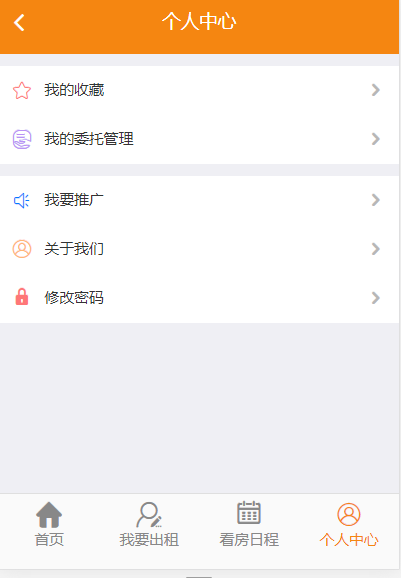 个人中心
我的收藏
我的委托管理
我要推广
关于我们
修改密码
首页
我要出租
看房日程
个人中心